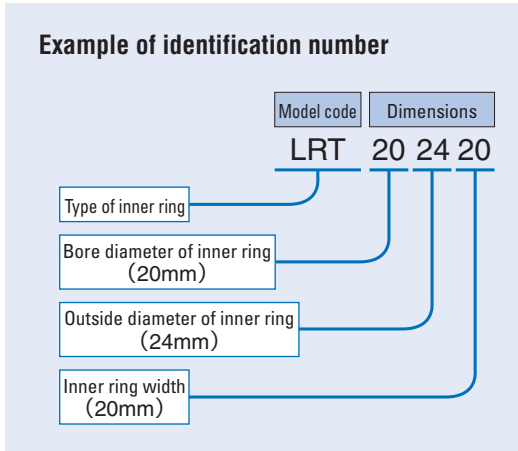 Example of identification number
Model code Dimensions
LRT 20 24 20
Type of inner ring
Bore diameter of inner ring
（20mm）
Outside diameter of inner ring
（24mm）
Inner ring width
（20mm）